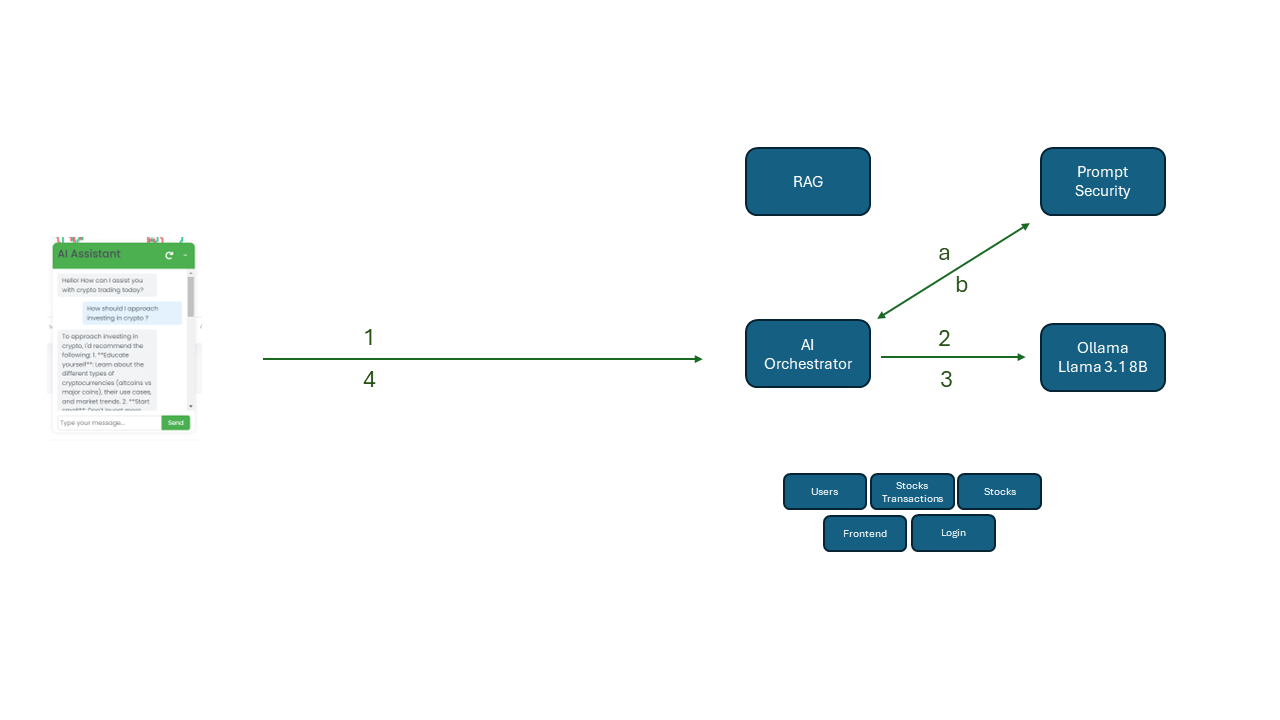 AI Assistant
Hello! How can I assist you
with crypto trading today?
How should I approach
investing in crypto ?
To approach investing in
crypto, I'd recommend the
following: 1. **Educate
yourself**: Learn about the
different types of
cryptocurrencies (altcoins vs
major coins), their use cases,
and market trends. 2. **Start
small**: Don't invest more
Type your message...
Send
1
4
RAG
Prompt
Security
a
b
AI
Orchestrator
2
3
Ollama
Llama 3.1 8B
Users
Stocks
Transactions
Stocks
Frontend
Login